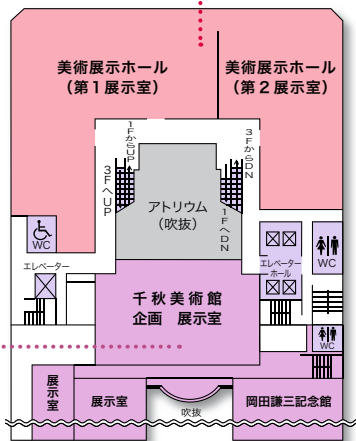 美術展示ホール
（第１展示室）
美術展示ホール
（第２展示室）
1FからUP
3FへUP
3FからDN
1FへDN
アトリウム
（吹抜）
WC
エレベーター
エレベーター
ホール
WC
千秋美術館
企画　展示室
WC
展示室
展示室
吹抜
岡田謙三記念館